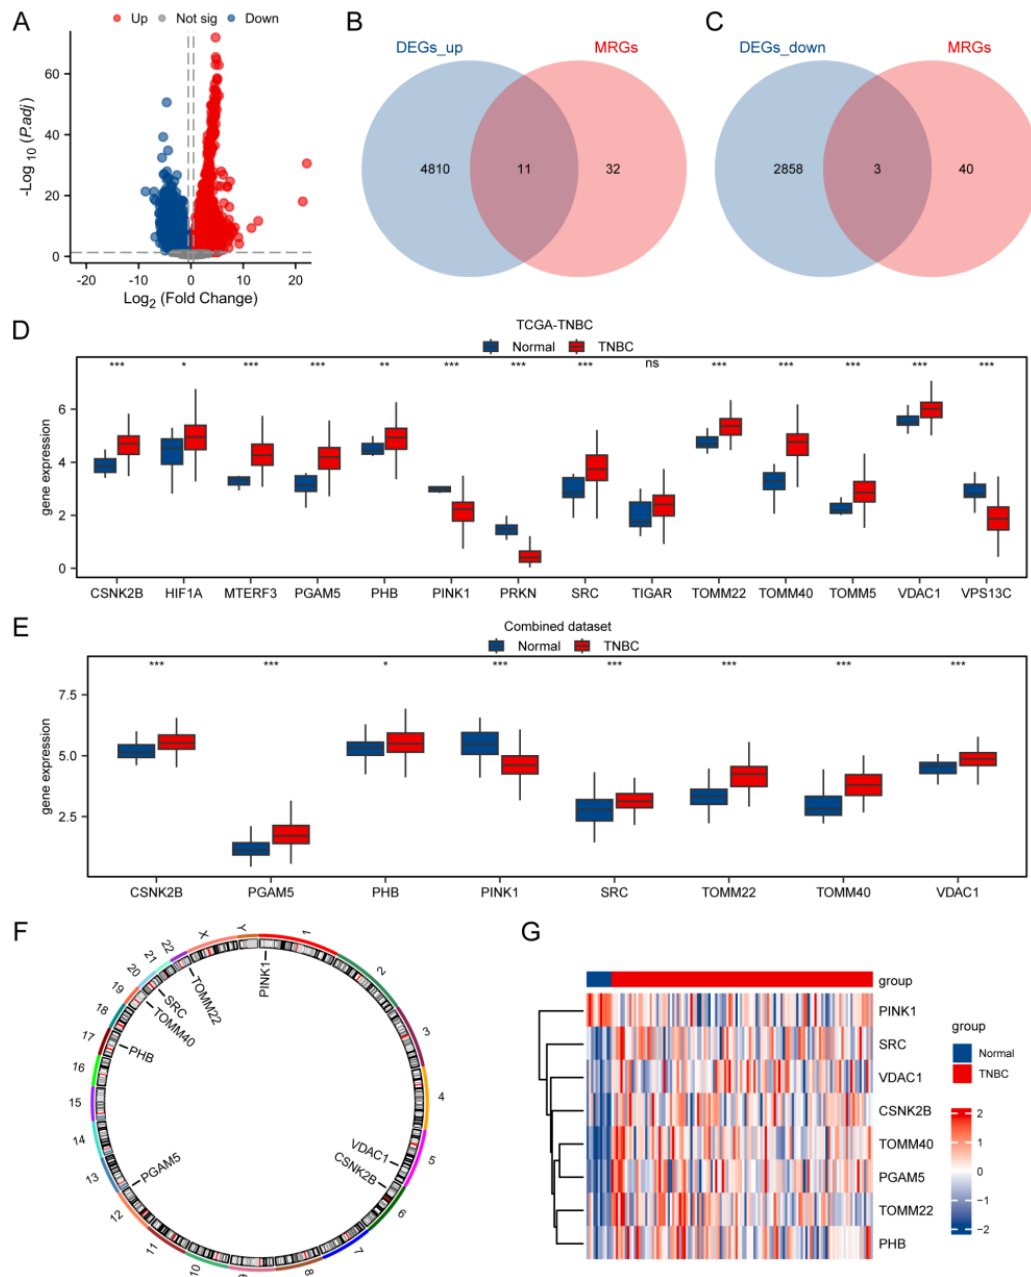 A
Up Not sig Down
-Log 10 (P.adj)
60
40
20
0
-20 -10 0 10 20
Log2 (Fold Change)
B
DEGs_up MRGs
4810 11 32
C
DEGs_down MRGs
2858 3 40
D
TCGA-TNBC
Normal TNBC
*** * *** *** ** *** *** *** ns *** *** *** *** ***
gene expression
6
4
2
0
CSNK2B HIF1A MTERF3 PGAM5 PHB PINK1 PRKN SRC TIGAR TOMM22 TOMM40 TOMM5 VDAC1 VPS13C
E
Combined dataset
Normal TNBC
*** *** * *** *** *** *** ***
gene expression
7.5
5.0
2.5
CSNK2B PGAM5 PHB PINK1 SRC TOMM22 TOMM40 VDAC1
F
1
2
3
4
5
6
7
8
9
10
11
12
13
14
15
16
17
18
19
20
21
22
X
Y
PINK1
VDAC1
CSNK2B
PGAM5
PHB
TOMM40
SRC
TOMM22
G
group
PINK1
SRC
VDAC1
CSNK2B
TOMM40
PGAM5
TOMM22
PHB
group
Normal
TNBC
2
1
0
−1
−2